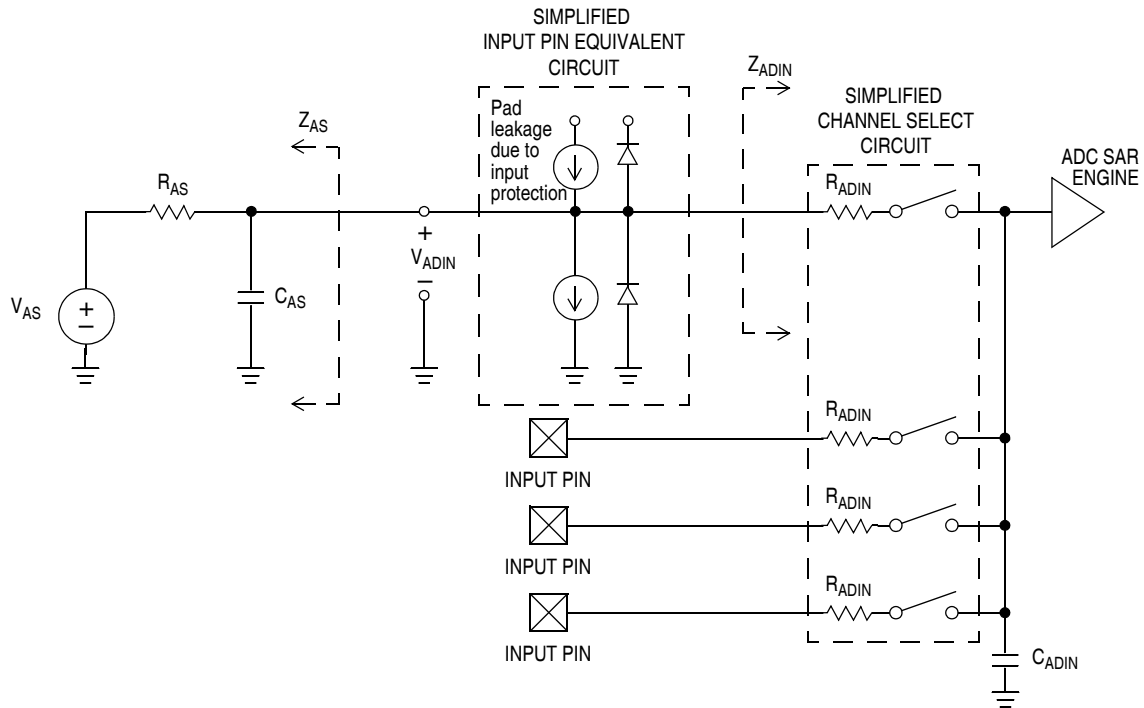 SIMPLIFIED
INPUT PIN EQUIVALENT
CIRCUIT
Pad
leakage
due to
input
protection
ZAS
RAS
VAS
+
−
CAS
+
VADIN
−
ZADIN
SIMPLIFIED
CHANNEL SELECT
CIRCUIT
RADIN
ADC SAR
ENGINE
RADIN
INPUT PIN
RADIN
INPUT PIN
RADIN
INPUT PIN
CADIN